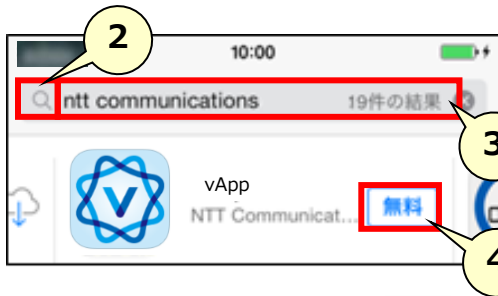 2
10:00
ntt communications 19件の結果
3
vApp
NTT Communicat...
無料
4